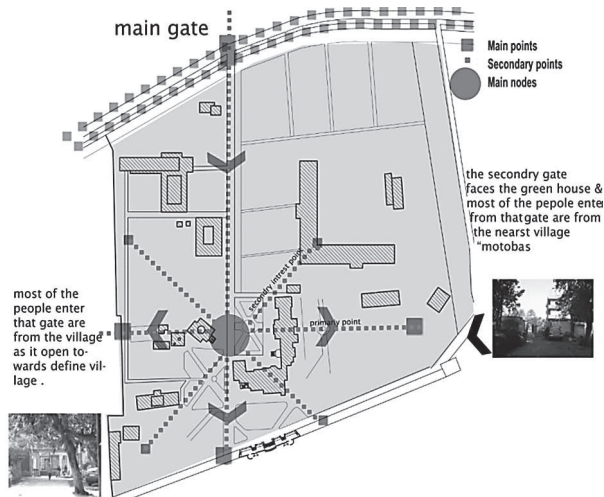 main gate
Main points
Secondary points
Main nodes
the secondry gate
faces the green house &
most of the pepole enter
from thatgate are from
the nearst village
"motobas
secondry intrest point
primary point
most of the
people enter
that gate are
from the village
as it open to-
wards define vil-
lage .